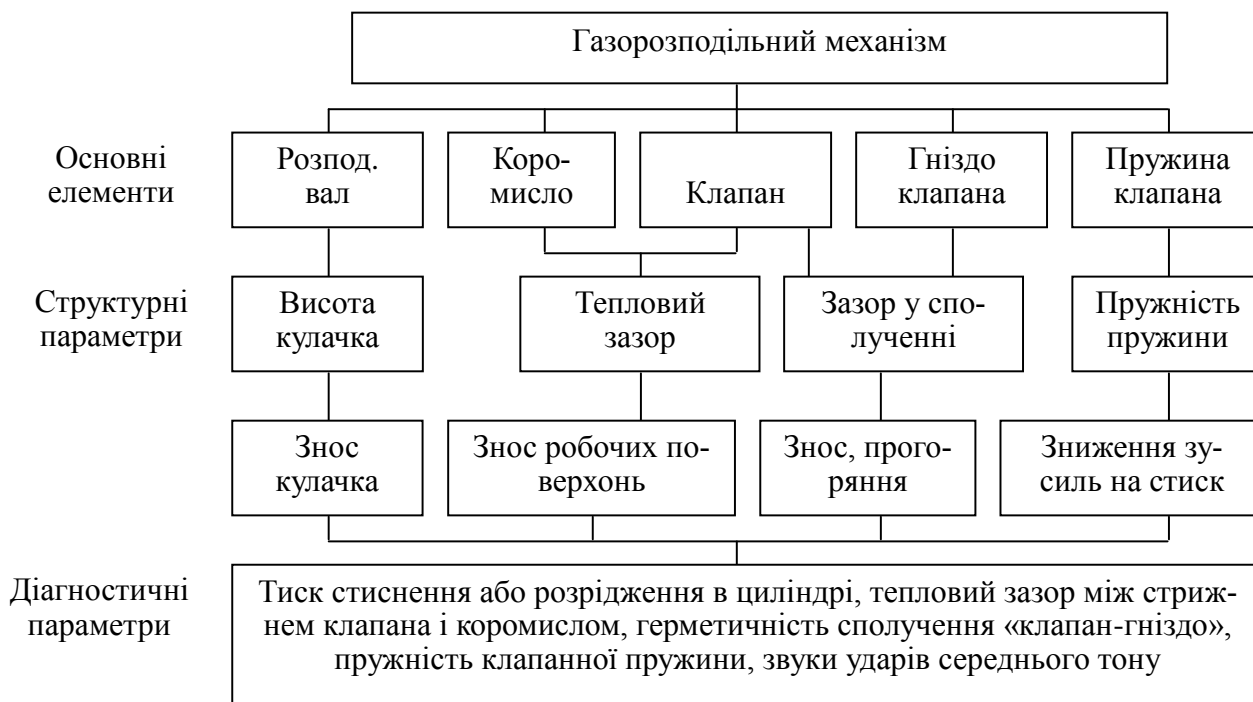 Газорозподільний механізм
Основні
елементи
Розпод.
вал
Коро-
мисло
Клапан
Гніздо
клапана
Пружина
клапана
Структурні
параметри
Висота
кулачка
Тепловий
зазор
Зазор у спо-
лученні
Пружність
пружини
Знос
кулачка
Знос робочих по-
верхонь
Знос, прого-
ряння
Зниження зу-
силь на стиск
Діагностичні
параметри
Тиск стиснення або розрідження в циліндрі, тепловий зазор між стриж-
нем клапана і коромислом, герметичність сполучення «клапан-гніздо»,
пружність клапанної пружини, звуки ударів середнього тону